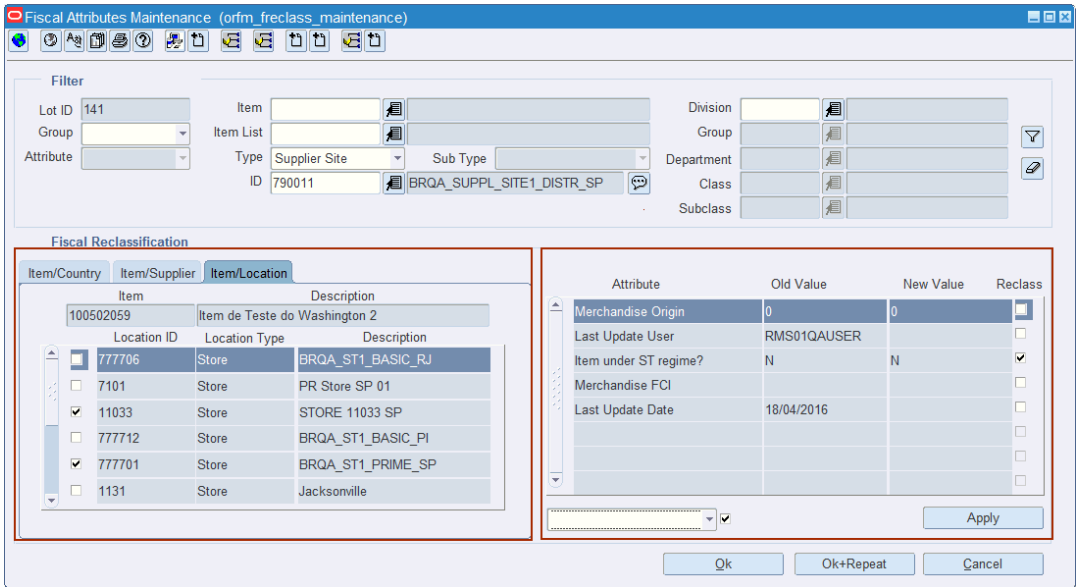 Fiscal Attributes Maintenance (orfm_freclass_maintenance)
Filter
Lot ID 141 Item Division
Group Item List Group
Attribute Type Supplier Site Sub Type Department
ID 790011 BRQA_SUPPL_SITE1_DISTR_SP Class
Subclass
Fiscal Reclassification
Item/Country Item/Supplier Item/Location
Item Description
100502059 Item de Teste do Washington 2
Location ID Location Type Description
777706 Store BRQA_ST1_BASIC_RJ
7101 Store PR Store SP 01
11033 Store STORE 11033 SP
777712 Store BRQA_ST1_BASIC_PI
777701 Store BRQA_ST1_PRIME_SP
1131 Store Jacksonville
Attribute Old Value New Value Reclass
Merchandise Origin 0 0
Last Update User RMS01QAUSER
Item under ST regime? N N
Merchandise FCI
Last Update Date 18/04/2016
Apply
Ok Ok+Repeat Cancel